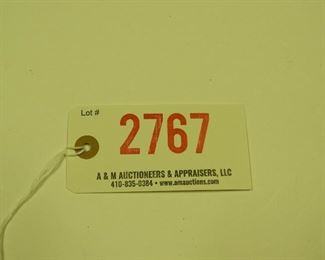 Lot #
2767
A & M AUCTIONEERS & APPRAISERS, LLC
410-835-0384 • www.amauctions.com